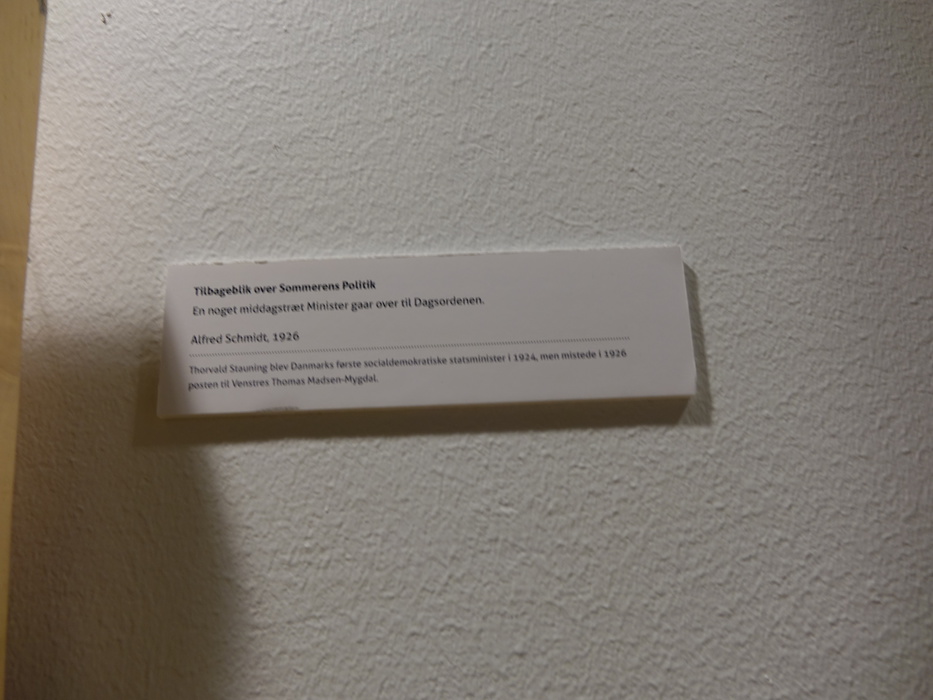 Tilbageblik over Sommerens Politik
En noget middagstræt Minister gaar over til Dagsordenen.
Alfred Schmidt, 1926
Thorvald Stauning blev Danmarks første socialdemokratiske statsminister i 1924, men mistede i 1926
posten til Venstres Thomas Madsen-Mygdal.